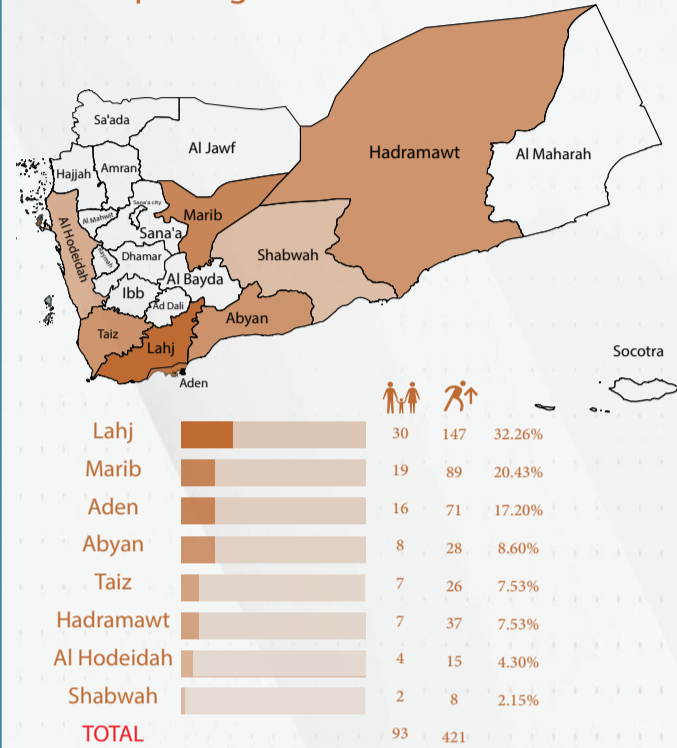 Sa'ada
Al Jawf
Hadramawt
Al Maharah
Hajjah
Amran
Sana'a city
Al Mahwit
Marib
Sana'a
Al Hodeidah
Shabwah
Dhamar
Al Bayda
Ibb
Ad Dali
Abyan
Taiz
Lahj
Aden
Socotra
Lahj 30 147 32.26%
Marib 19 89 20.43%
Aden 16 71 17.20%
Abyan 8 28 8.60%
Taiz 7 26 7.53%
Hadramawt 7 37 7.53%
Al Hodeidah 4 15 4.30%
Shabwah 2 8 2.15%
TOTAL 93 421